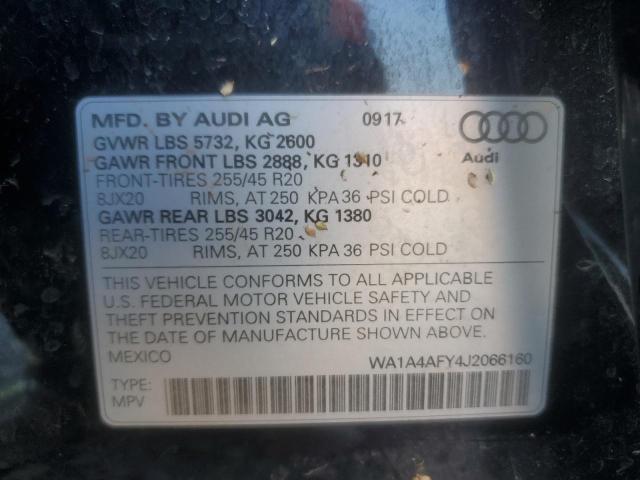 MFD. BY AUDI AG 0917
GVWR LBS 5732, KG 2600
GAWR FRONT LBS 2888, KG 1310
FRONT-TIRES 255/45 R20
8JX20 RIMS, AT 250 KPA 36 PSI COLD
GAWR REAR LBS 3042, KG 1380
REAR-TIRES 255/45 R20
8JX20 RIMS, AT 250 KPA 36 PSI COLD
Audi
THIS VEHICLE CONFORMS TO ALL APPLICABLE
U.S. FEDERAL MOTOR VEHICLE SAFETY AND
THEFT PREVENTION STANDARDS IN EFFECT ON
THE DATE OF MANUFACTURE SHOWN ABOVE.
MEXICO WA1A4AFY4J2066160
TYPE:
MPV